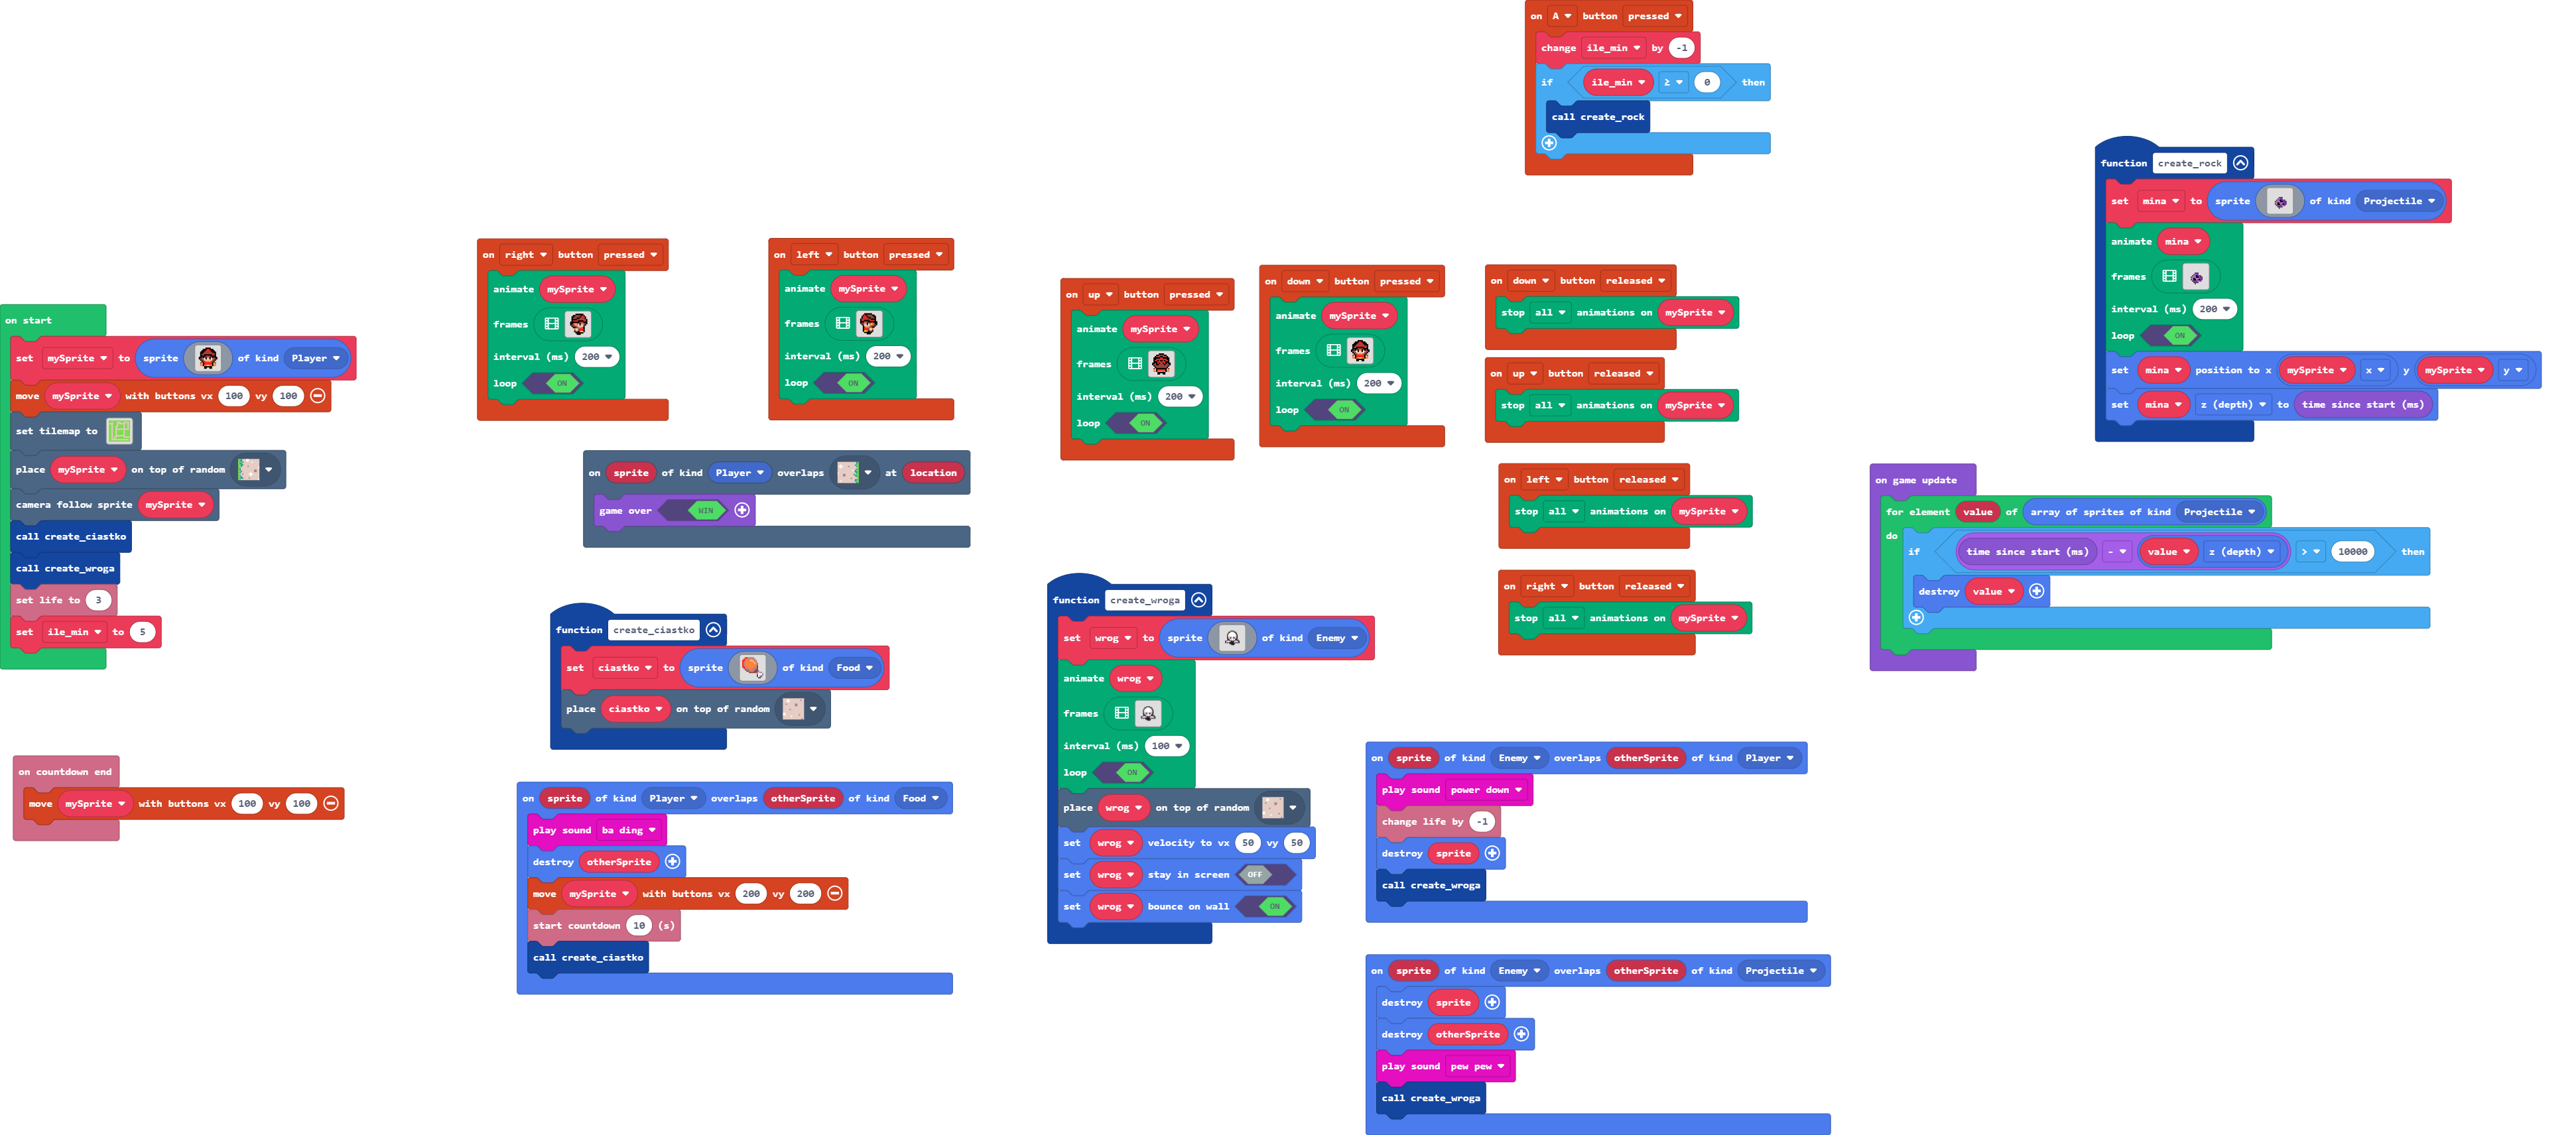 on start
set mySprite to sprite of kind Player
move mySprite with buttons vx 100 vy 100
set tilemap to
place mySprite on top of random
camera follow sprite mySprite
call create_ciastko
call create_wroga
set life to 3
set ile_min to 5
on countdown end
move mySprite with buttons vx 100 vy 100
on right button pressed
animate mySprite
frames
interval (ms) 200
loop ON
on left button pressed
animate mySprite
frames
interval (ms) 200
loop ON
on sprite of kind Player overlaps at location
game over WIN
function create_ciastko
set ciastko to sprite of kind Food
place ciastko on top of random
on sprite of kind Player overlaps otherSprite of kind Food
play sound ba ding
destroy otherSprite
move mySprite with buttons vx 200 vy 200
start countdown 10 (s)
call create_ciastko
on up button pressed
animate mySprite
frames
interval (ms) 200
loop ON
on down button pressed
animate mySprite
frames
interval (ms) 200
loop ON
function create_wroga
set wrog to sprite of kind Enemy
animate wrog
frames
interval (ms) 100
loop ON
place wrog on top of random
set wrog velocity to vx 50 vy 50
set wrog stay in screen OFF
set wrog bounce on wall ON
on A button pressed
change ile_min by -1
if ile_min ≥ 0 then
call create_rock
on down button released
stop all animations on mySprite
on up button released
stop all animations on mySprite
on left button released
stop all animations on mySprite
on right button released
stop all animations on mySprite
on sprite of kind Enemy overlaps otherSprite of kind Player
play sound power down
change life by -1
destroy sprite
call create_wroga
on sprite of kind Enemy overlaps otherSprite of kind Projectile
destroy sprite
destroy otherSprite
play sound pew pew
call create_wroga
function create_rock
set mina to sprite of kind Projectile
animate mina
frames
interval (ms) 200
loop ON
set mina position to x mySprite x y mySprite y
set mina z (depth) to time since start (ms)
on game update
for element value of array of sprites of kind Projectile
do
if time since start (ms) - value z (depth) > 10000 then
destroy value